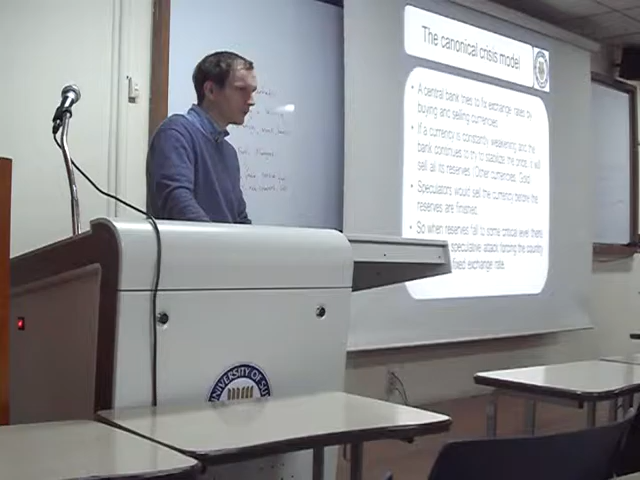 The canonical crisis model
• A central bank tries to fix exchange rates by
buying and selling currencies.
• If a currency is constantly weakening and the
bank continues to try to stabilize the price, it will
sell all its reserves (Other currencies, Gold
• Speculators would sell the currency before the
reserves are finished.
• So when reserves fall to some critical level there
speculative attack forcing the country
fixed exchange rate.
UNIVERSITY OF SU